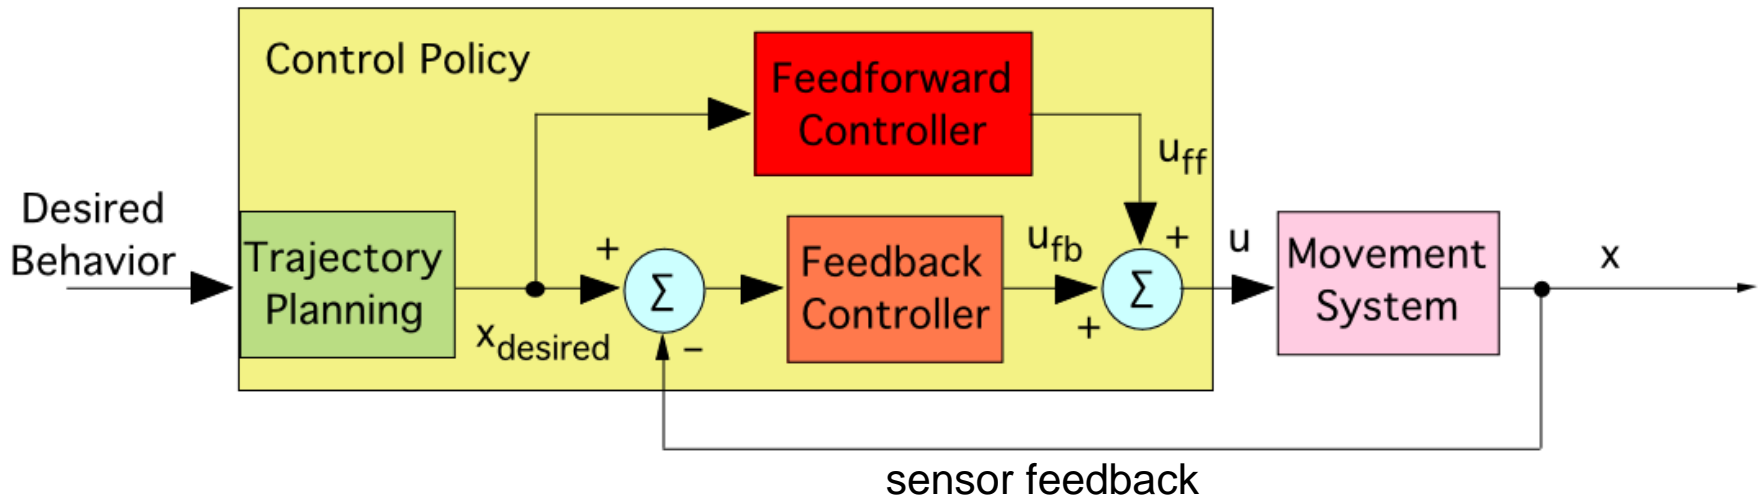 Control Policy
Feedforward
Controller
u_ff
Desired
Behavior
Trajectory
Planning
x_desired
+
Σ
−
Feedback
Controller
u_fb
+
+
Σ
u
Movement
System
x
sensor feedback